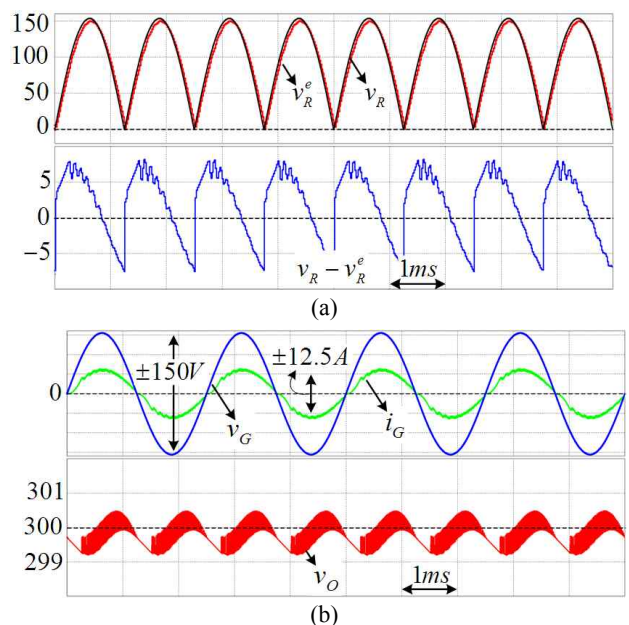 150
100
50
0
v_R^e
v_R
5
0
−5
v_R − v_R^e
1ms
(a)
±150V
±12.5A
0
v_G
i_G
301
300
299
v_O
1ms
(b)